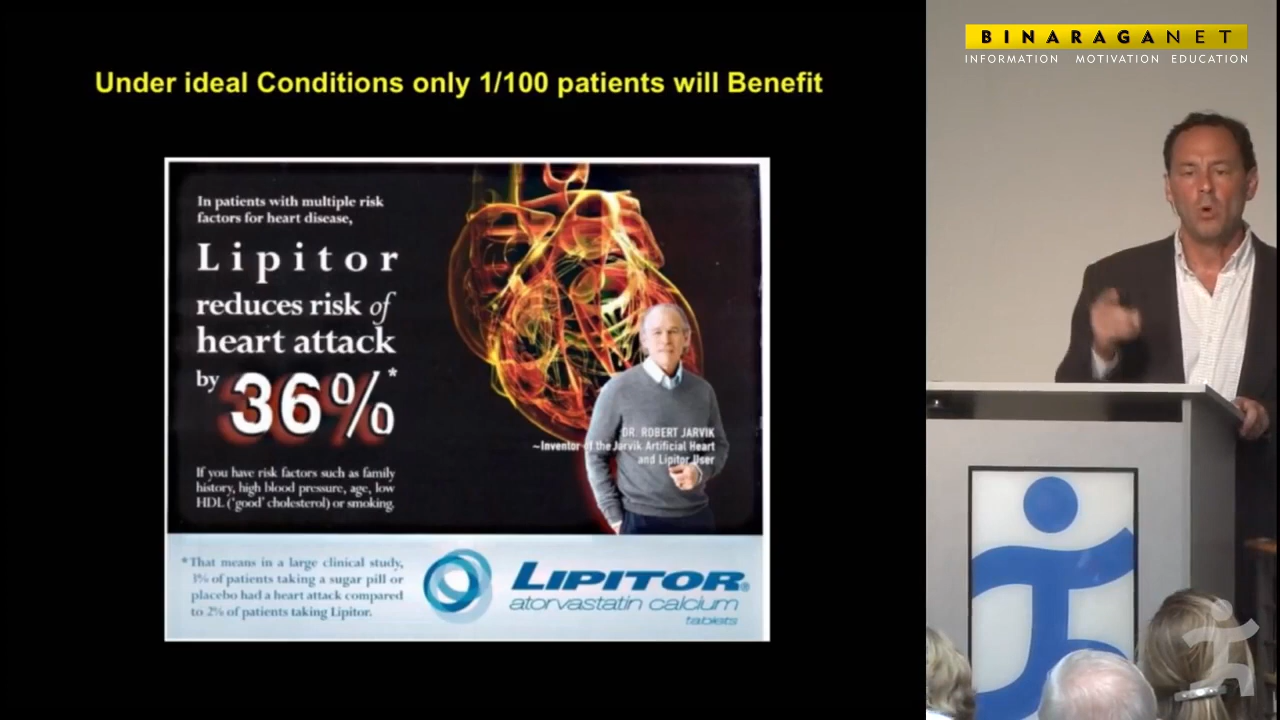 Under ideal Conditions only 1/100 patients will Benefit
In patients with multiple risk
factors for heart disease,
Lipitor
reduces risk of
heart attack
by 36%*
If you have risk factors such as family
history, high blood pressure, age, low
HDL ('good' cholesterol) or smoking.
DR. ROBERT JARVIK
~Inventor of the Jarvik Artificial Heart
and Lipitor User
*That means in a large clinical study,
3% of patients taking a sugar pill or
placebo had a heart attack compared
to 2% of patients taking Lipitor.
LIPITOR®
atorvastatin calcium
tablets
BINARAGANET
INFORMATION MOTIVATION EDUCATION